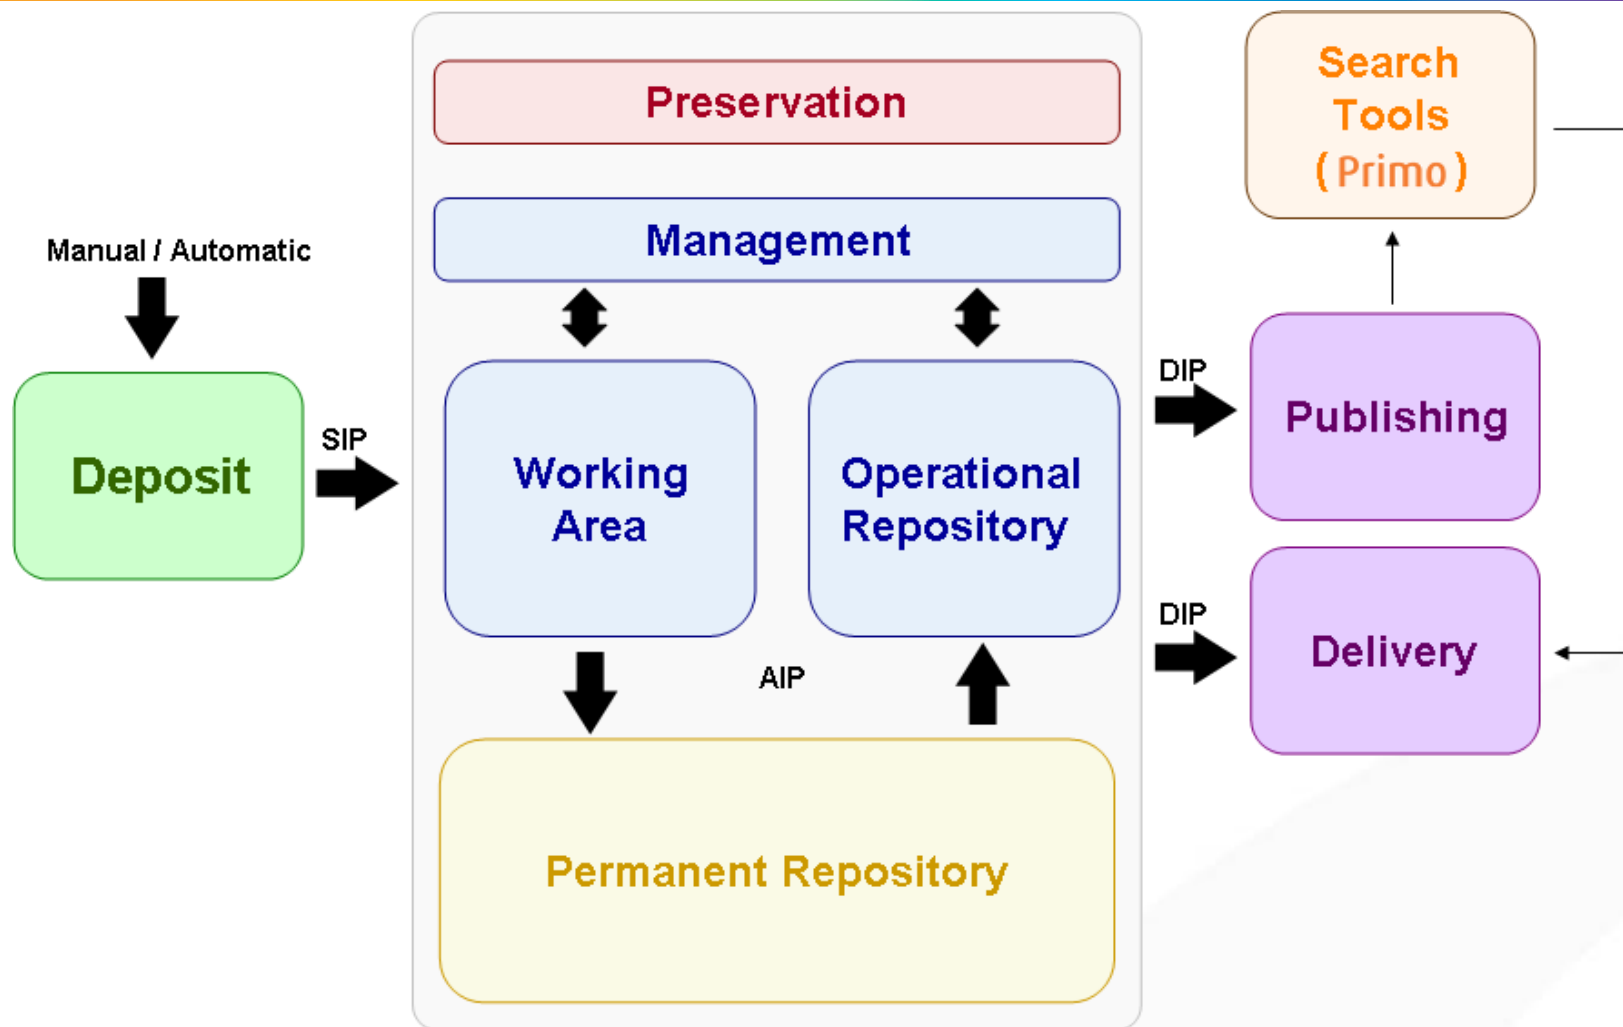 Preservation
Search
Tools
( Primo )
Management
Manual / Automatic
DIP
Publishing
SIP
Deposit
Working
Area
Operational
Repository
DIP
Delivery
AIP
Permanent Repository